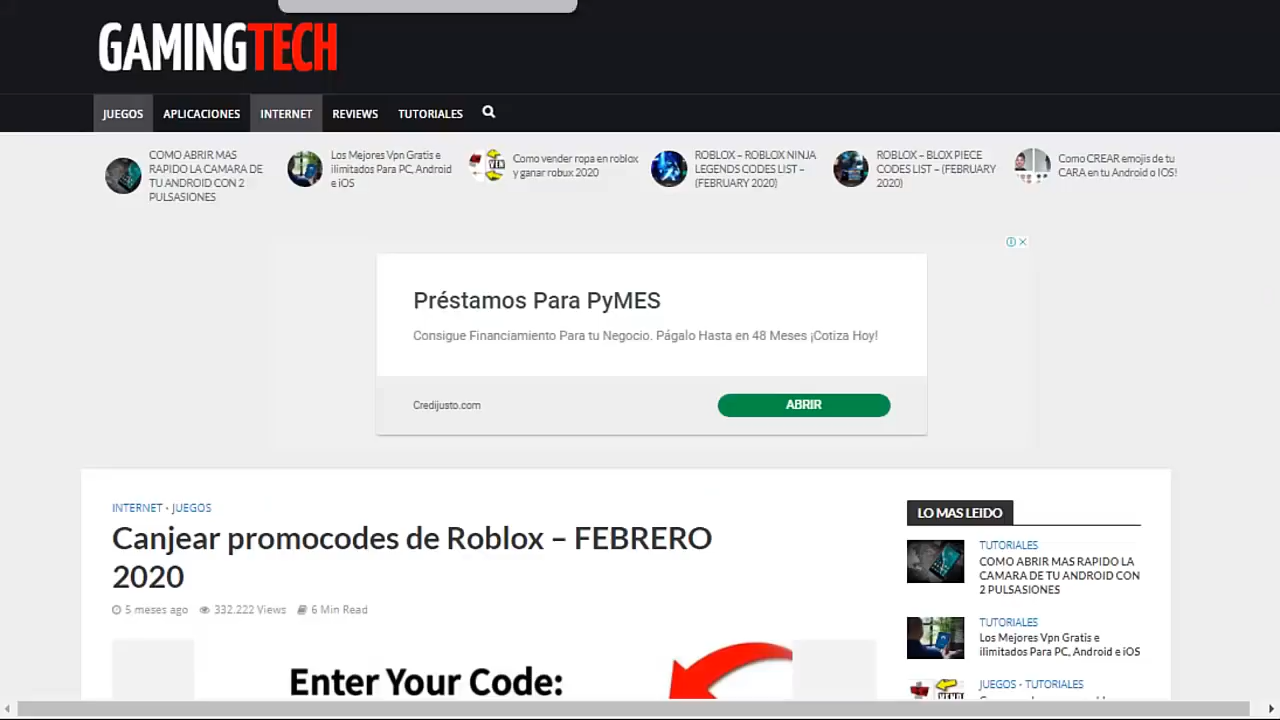 GAMINGTECH
JUEGOS APLICACIONES INTERNET REVIEWS TUTORIALES
COMO ABRIR MAS
RAPIDO LA CAMARA DE
TU ANDROID CON 2
PULSASIONES
Los Mejores Vpn Gratis e
ilimitados Para PC, Android
e iOS
Como vender ropa en roblox
y ganar robux 2020
ROBLOX – ROBLOX NINJA
LEGENDS CODES LIST –
(FEBRUARY 2020)
ROBLOX – BLOX PIECE
CODES LIST – (FEBRUARY
2020)
Como CREAR emojis de tu
CARA en tu Android o IOS!
Préstamos Para PyMES
Consigue Financiamiento Para tu Negocio. Págalo Hasta en 48 Meses ¡Cotiza Hoy!
Credijusto.com
ABRIR
INTERNET • JUEGOS
Canjear promocodes de Roblox – FEBRERO
2020
5 meses ago 332.222 Views 6 Min Read
Enter Your Code:
LO MAS LEIDO
TUTORIALES
COMO ABRIR MAS RAPIDO LA
CAMARA DE TU ANDROID CON
2 PULSASIONES
TUTORIALES
Los Mejores Vpn Gratis e
ilimitados Para PC, Android e iOS
JUEGOS • TUTORIALES